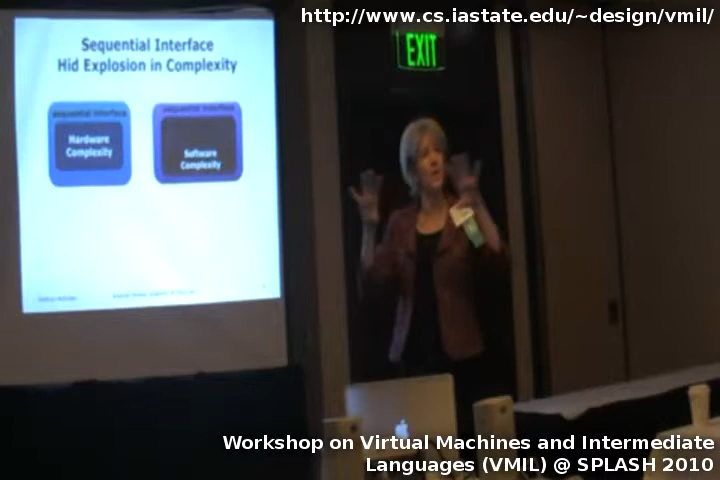 http://www.cs.iastate.edu/~design/vmil/
Sequential Interface
Hid Explosion in Complexity
EXIT
sequential interface
sequential interface
Hardware
Complexity
Software
Complexity
Workshop on Virtual Machines and Intermediate
Languages (VMIL) @ SPLASH 2010